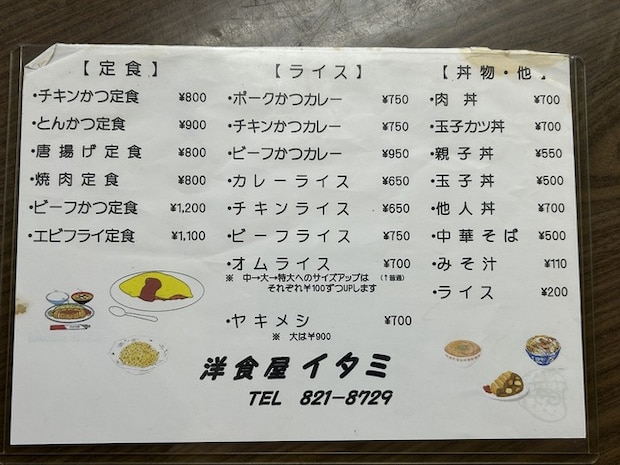 【定食】
・チキンかつ定食 ¥800
・とんかつ定食 ¥900
・唐揚げ定食 ¥800
・焼肉定食 ¥800
・ビーフかつ定食 ¥1,200
・エビフライ定食 ¥1,100
【ライス】
・ポークかつカレー ¥750
・チキンかつカレー ¥750
・ビーフかつカレー ¥950
・カレーライス ¥650
・チキンライス ¥650
・ビーフライス ¥750
・オムライス ¥700
※ 中→大→特大へのサイズアップは (↑普通)
それぞれ¥100ずつUPします
・ヤキメシ ¥700
※ 大は¥900
【丼物・他】
・肉丼 ¥700
・玉子カツ丼 ¥700
・親子丼 ¥550
・玉子丼 ¥500
・他人丼 ¥700
・中華そば ¥500
・みそ汁 ¥110
・ライス ¥200
洋食屋イタミ
TEL 821-8729